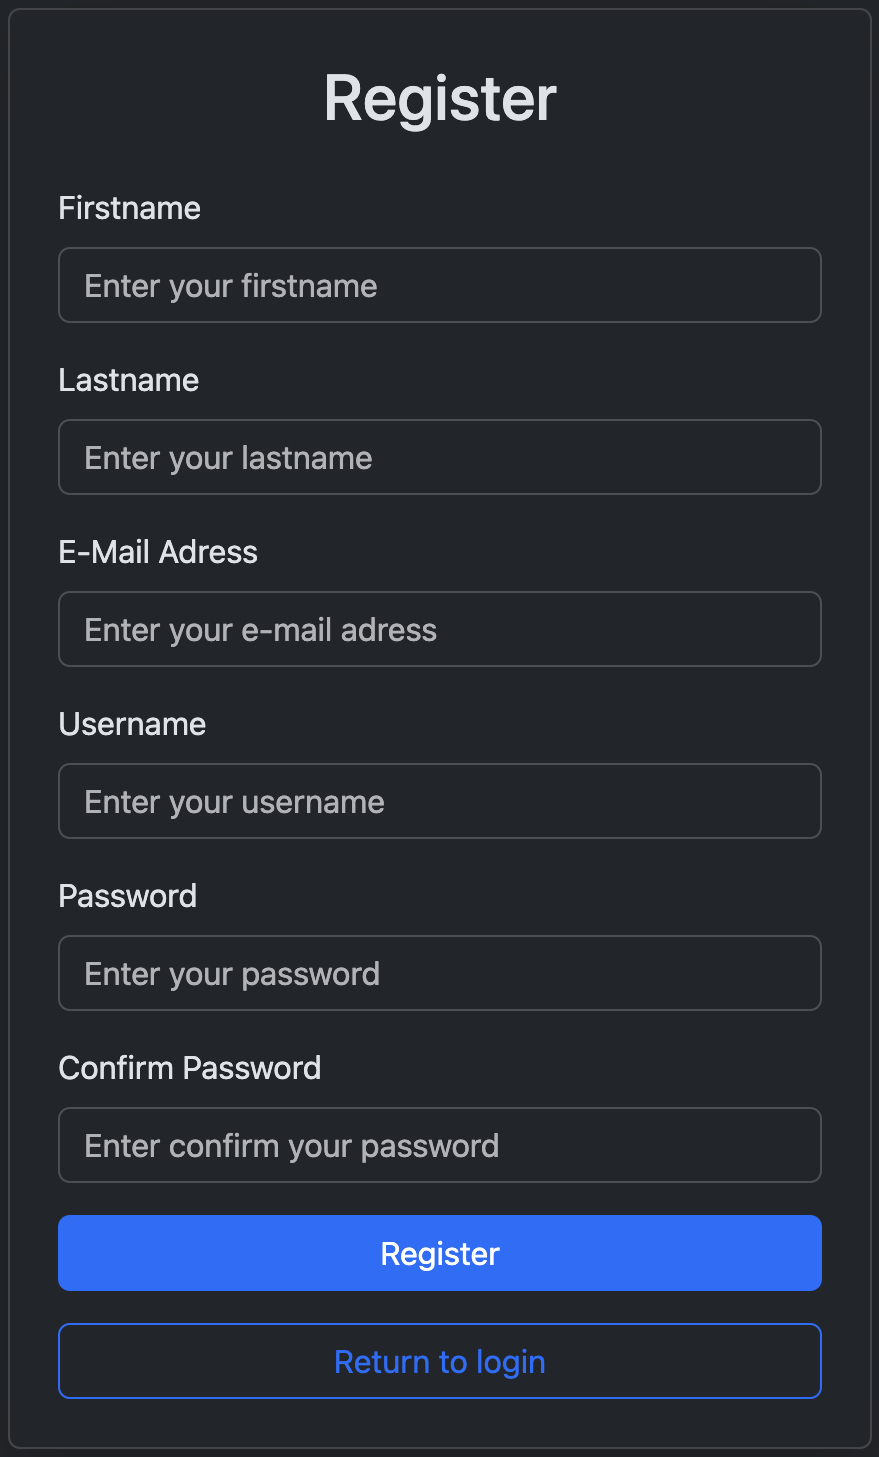 Register
Firstname
Enter your firstname
Lastname
Enter your lastname
E-Mail Adress
Enter your e-mail adress
Username
Enter your username
Password
Enter your password
Confirm Password
Enter confirm your password
Register
Return to login